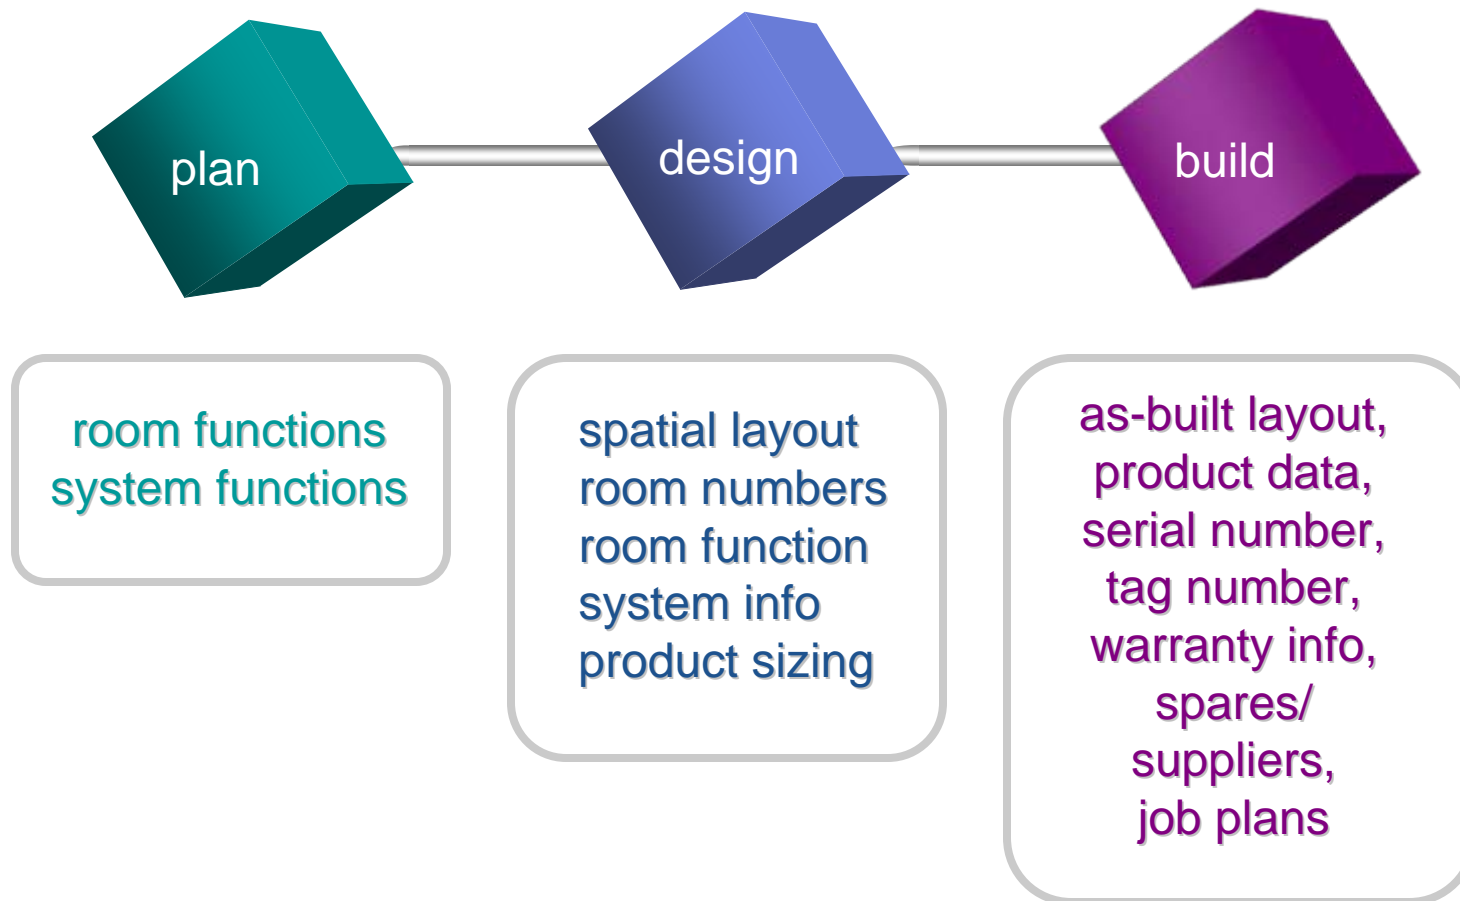 plan
design
build
room functions
system functions
spatial layout
room numbers
room function
system info
product sizing
as-built layout,
product data,
serial number,
tag number,
warranty info,
spares/
suppliers,
job plans